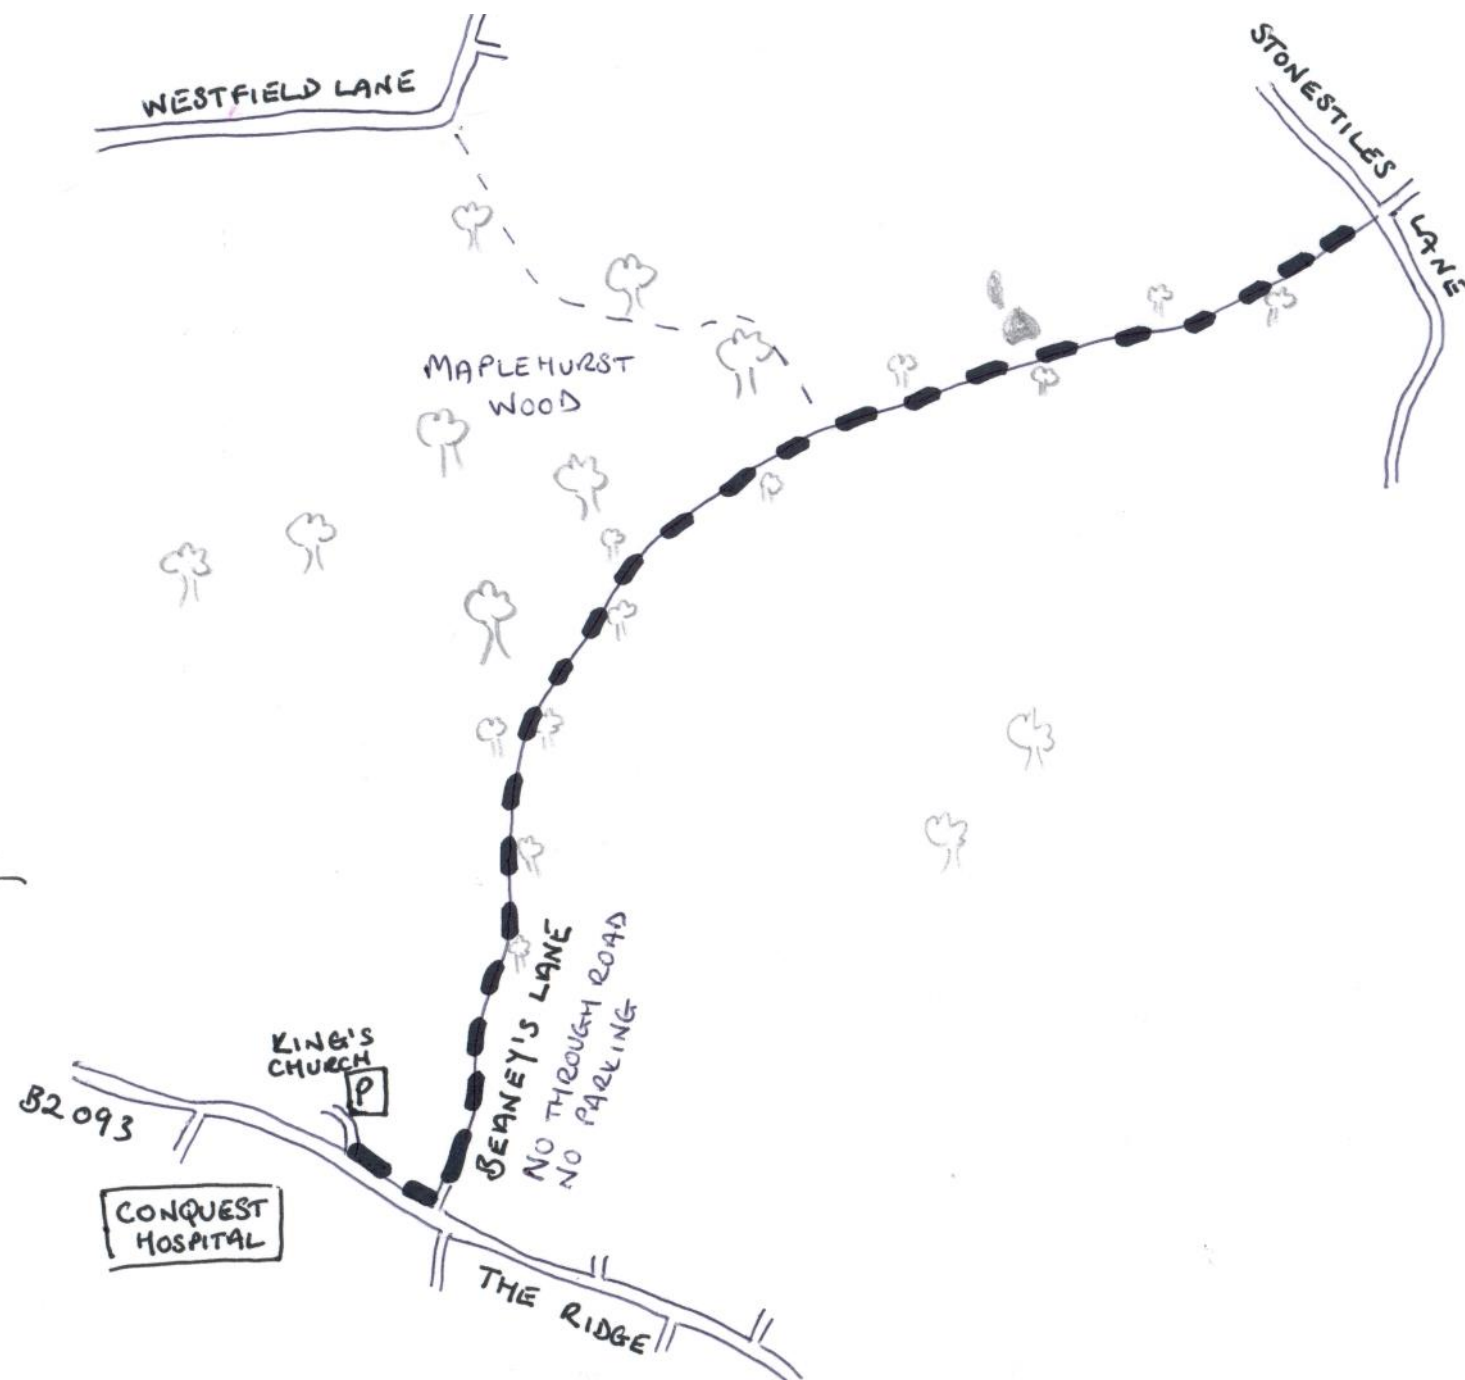 WESTFIELD LANE
STONESTILES
LANE
MAPLEHURST
WOOD
BEANEY'S LANE
NO THROUGH ROAD
NO PARKING
KING'S
CHURCH
P
B2093
CONQUEST
HOSPITAL
THE RIDGE